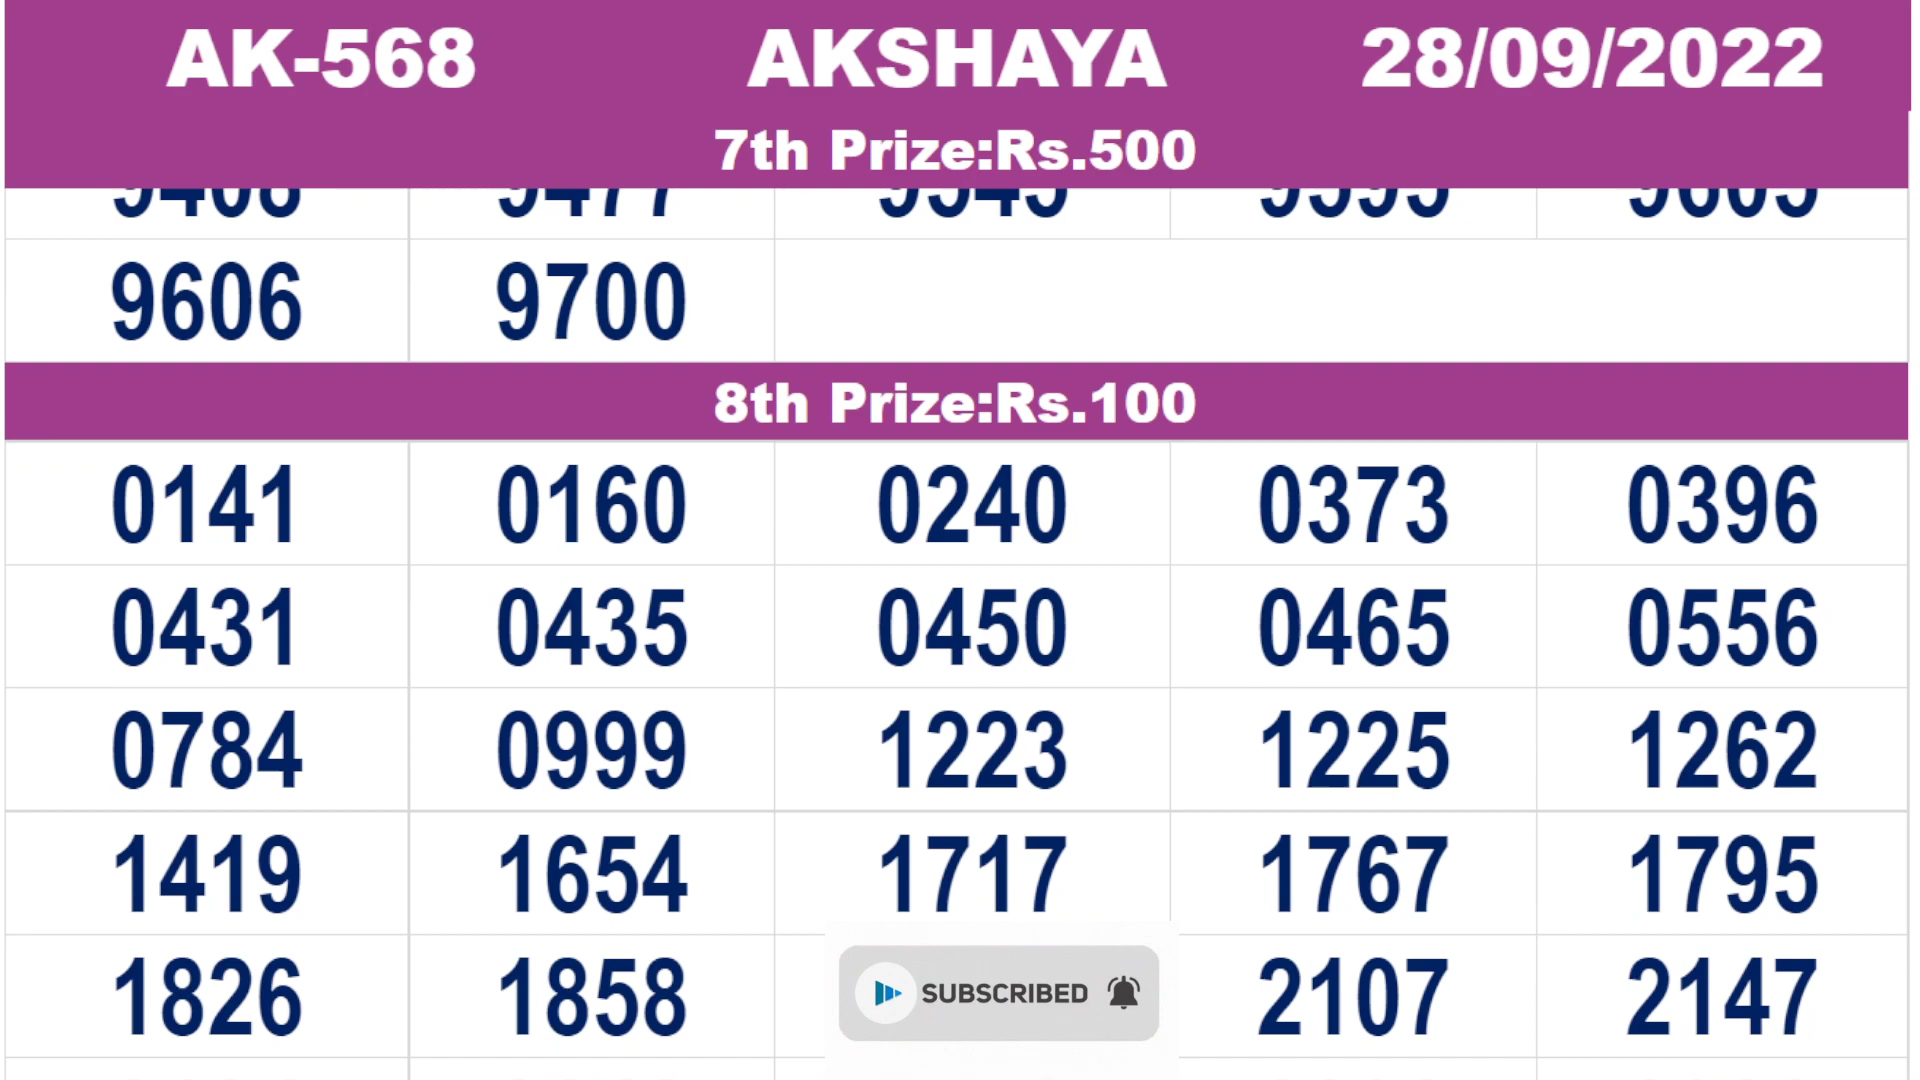 AK-568 AKSHAYA 28/09/2022
7th Prize:Rs.500
9606 9700
8th Prize:Rs.100
0141 0160 0240 0373 0396
0431 0435 0450 0465 0556
0784 0999 1223 1225 1262
1419 1654 1717 1767 1795
1826 1858 SUBSCRIBED 2107 2147